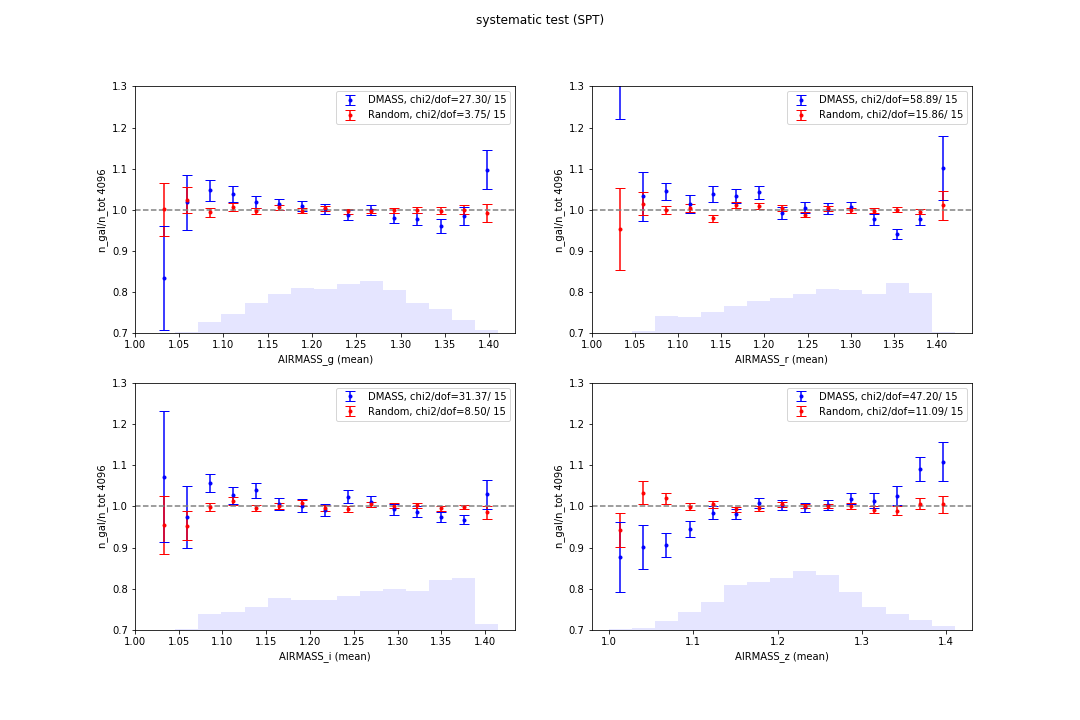 systematic test (SPT)
n_gal/n_tot 4096
1.3
1.2
1.1
1.0
0.9
0.8
0.7
DMASS, chi2/dof=27.30/ 15
Random, chi2/dof=3.75/ 15
1.00 1.05 1.10 1.15 1.20 1.25 1.30 1.35 1.40
AIRMASS_g (mean)
n_gal/n_tot 4096
1.3
1.2
1.1
1.0
0.9
0.8
0.7
DMASS, chi2/dof=58.89/ 15
Random, chi2/dof=15.86/ 15
1.00 1.05 1.10 1.15 1.20 1.25 1.30 1.35 1.40
AIRMASS_r (mean)
n_gal/n_tot 4096
1.3
1.2
1.1
1.0
0.9
0.8
0.7
DMASS, chi2/dof=31.37/ 15
Random, chi2/dof=8.50/ 15
1.00 1.05 1.10 1.15 1.20 1.25 1.30 1.35 1.40
AIRMASS_i (mean)
n_gal/n_tot 4096
1.3
1.2
1.1
1.0
0.9
0.8
0.7
DMASS, chi2/dof=47.20/ 15
Random, chi2/dof=11.09/ 15
1.0 1.1 1.2 1.3 1.4
AIRMASS_z (mean)